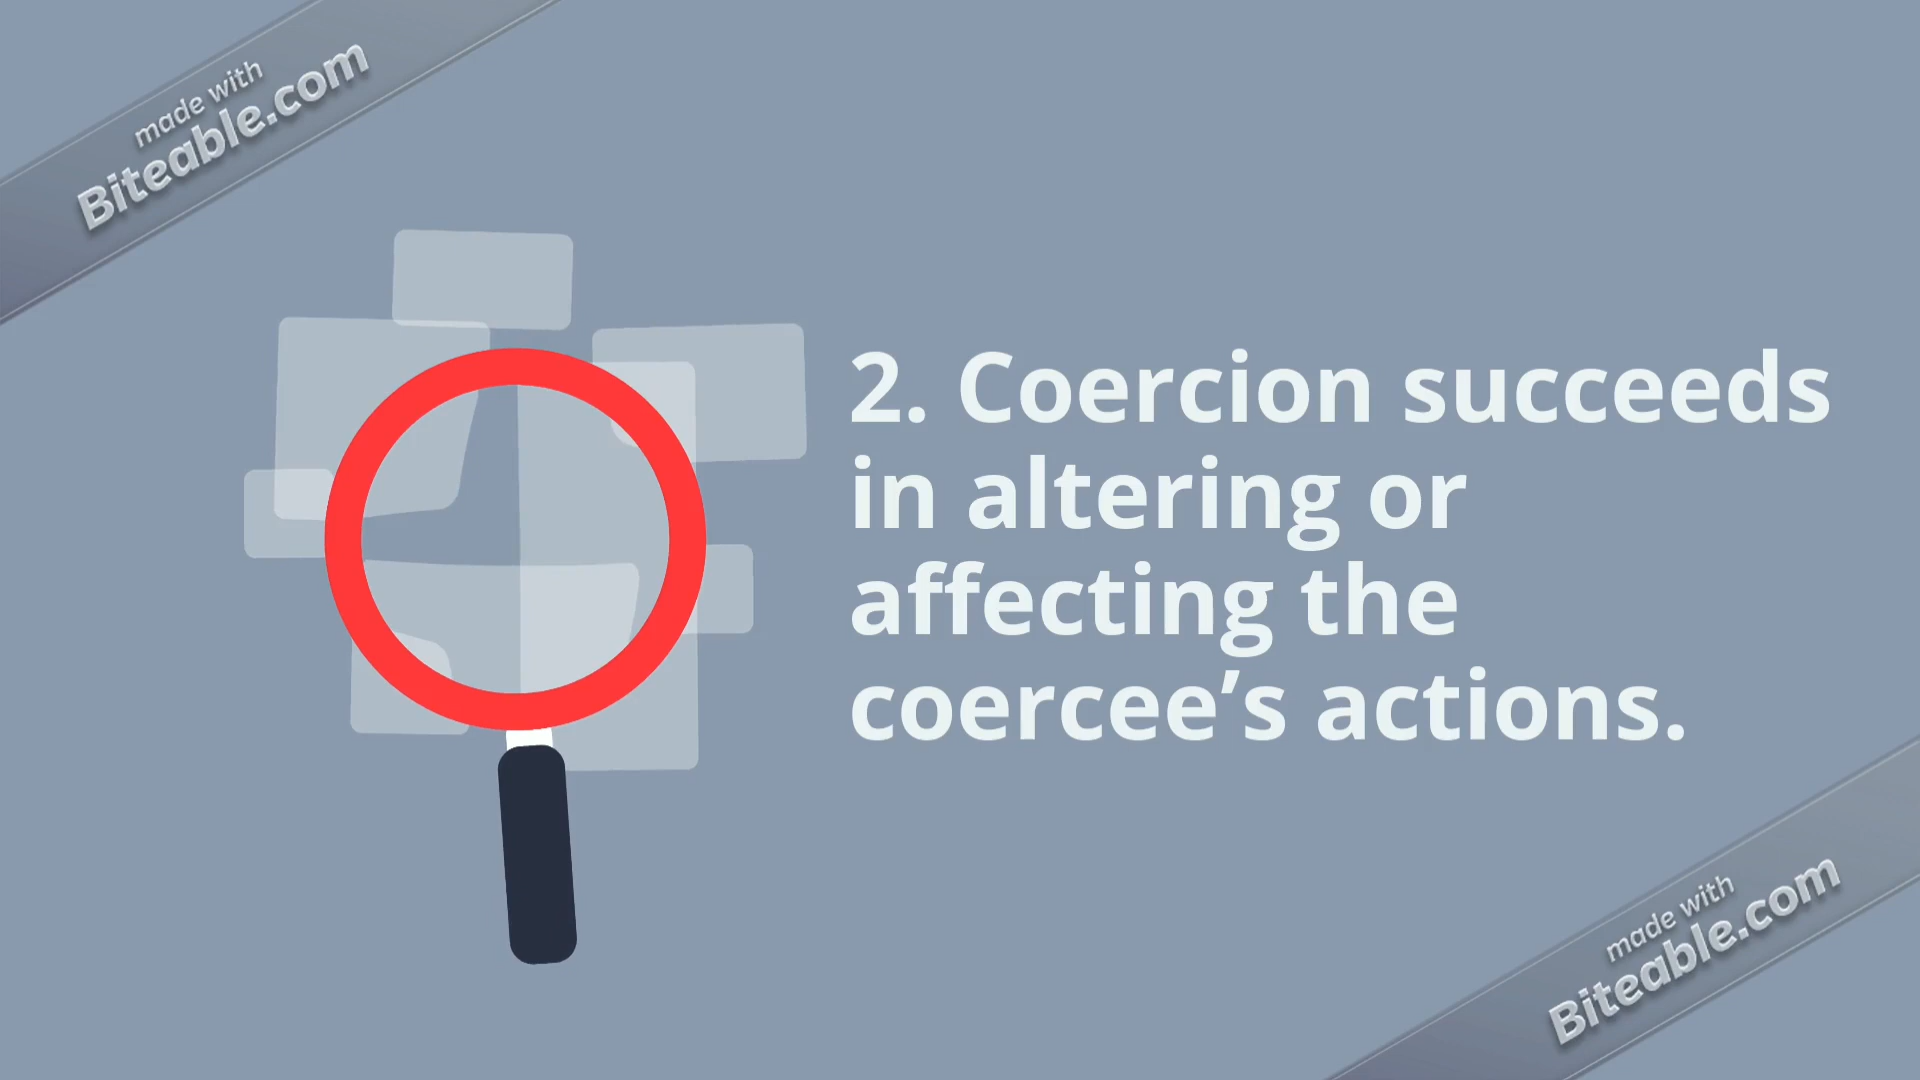 made with
Biteable.com
2. Coercion succeeds
in altering or
affecting the
coercee’s actions.
made with
Biteable.com